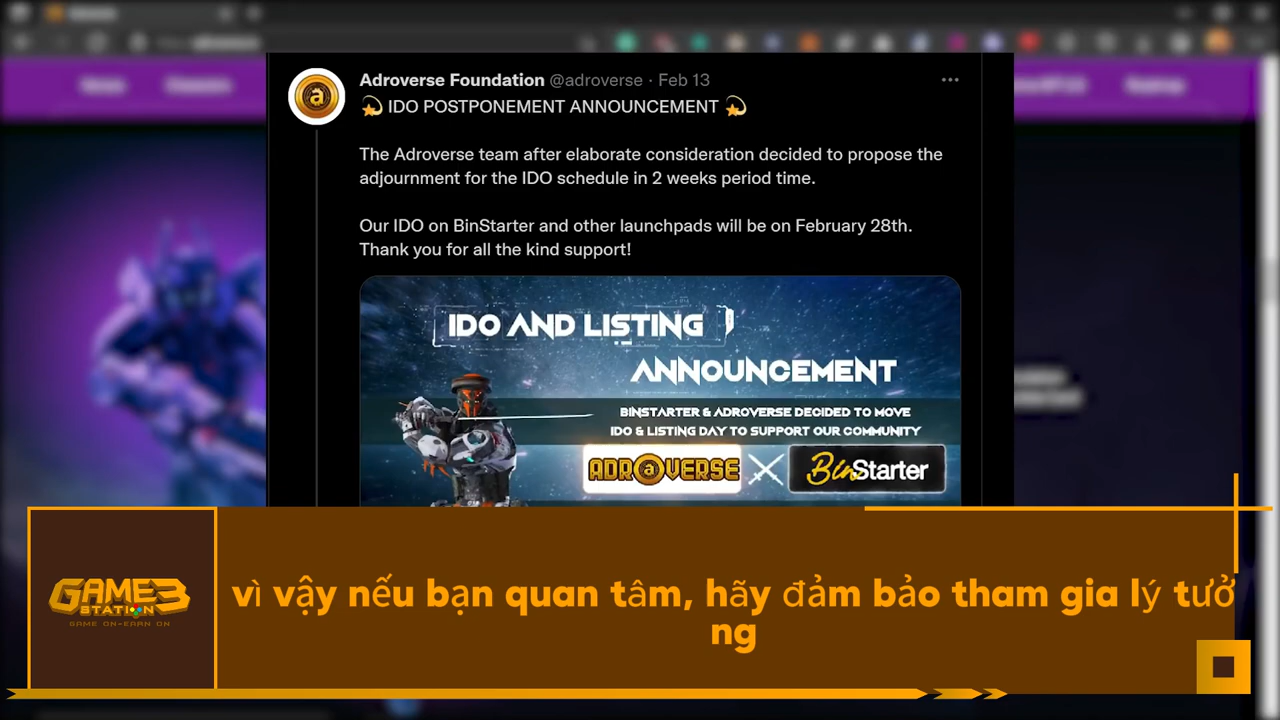 Adroverse Foundation @adroverse · Feb 13
💫 IDO POSTPONEMENT ANNOUNCEMENT 💫
The Adroverse team after elaborate consideration decided to propose the
adjournment for the IDO schedule in 2 weeks period time.
Our IDO on BinStarter and other launchpads will be on February 28th.
Thank you for all the kind support!
IDO AND LISTING
ANNOUNCEMENT
BINSTARTER & ADROVERSE DECIDED TO MOVE
IDO & LISTING DAY TO SUPPORT OUR COMMUNITY
ADROVERSE
BinStarter
GAME3
STATION
GAME ON-EARN ON
vì vậy nếu bạn quan tâm, hãy đảm bảo tham gia lý tưở
ng